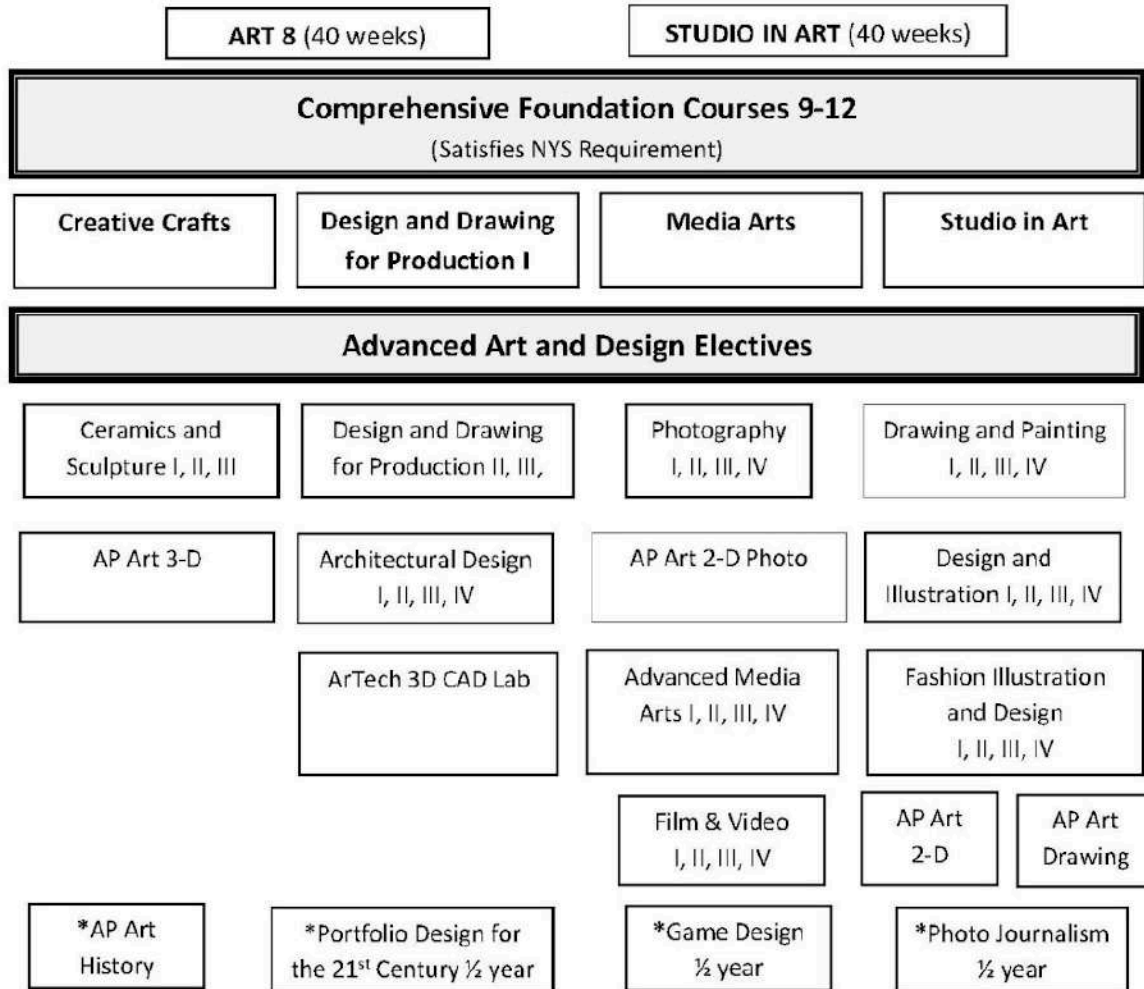 ART 8 (40 weeks)
STUDIO IN ART (40 weeks)
Comprehensive Foundation Courses 9-12
(Satisfies NYS Requirement)
Creative Crafts
Design and Drawing
for Production I
Media Arts
Studio in Art
Advanced Art and Design Electives
Ceramics and
Sculpture I, II, III
Design and Drawing
for Production II, III,
Photography
I, II, III, IV
Drawing and Painting
I, II, III, IV
AP Art 3-D
Architectural Design
I, II, III, IV
AP Art 2-D Photo
Design and
Illustration I, II, III, IV
ArTech 3D CAD Lab
Advanced Media
Arts I, II, III, IV
Fashion Illustration
and Design
I, II, III, IV
Film & Video
I, II, III, IV
AP Art
2-D
AP Art
Drawing
*AP Art
History
*Portfolio Design for
the 21st Century ½ year
*Game Design
½ year
*Photo Journalism
½ year